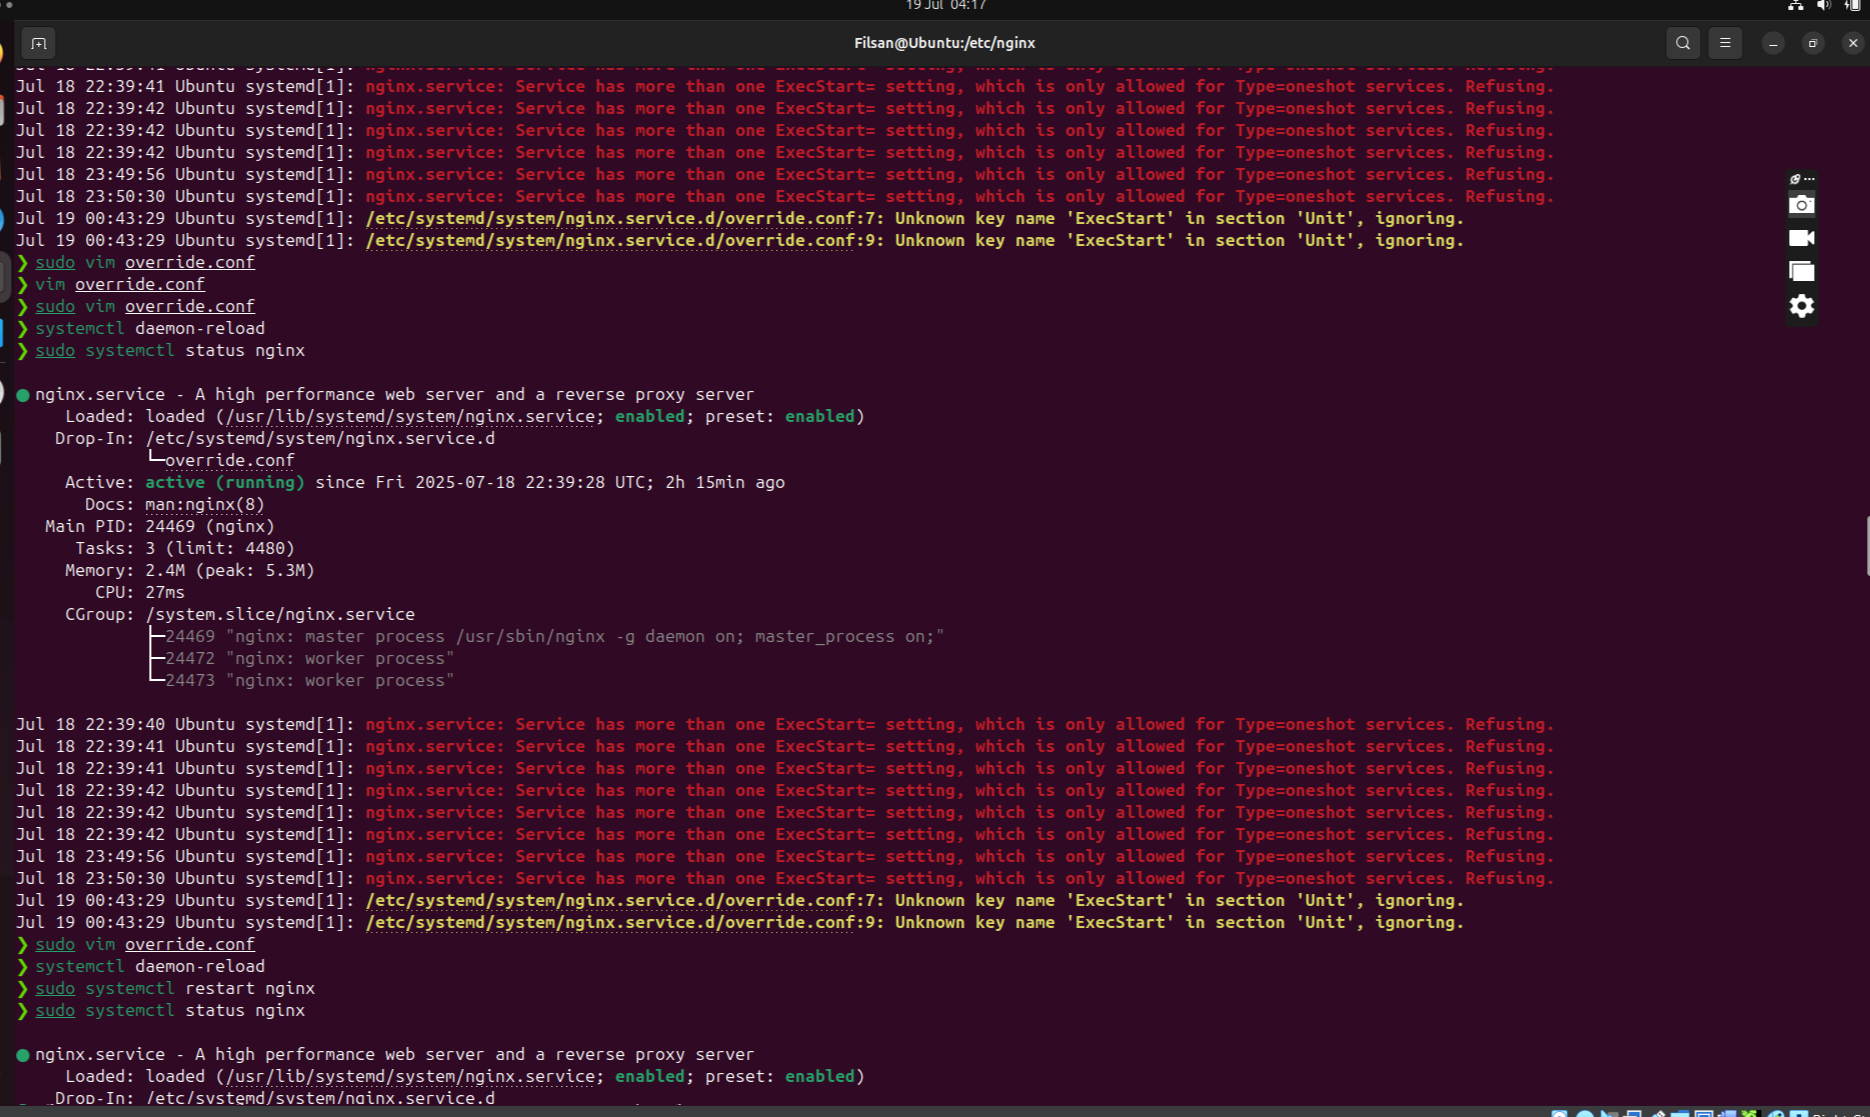 19 Jul 04:17
Filsan@Ubuntu:/etc/nginx
Jul 18 22:39:41 Ubuntu systemd[1]: nginx.service: Service has more than one ExecStart= setting, which is only allowed for Type=oneshot services. Refusing.
Jul 18 22:39:41 Ubuntu systemd[1]: nginx.service: Service has more than one ExecStart= setting, which is only allowed for Type=oneshot services. Refusing.
Jul 18 22:39:42 Ubuntu systemd[1]: nginx.service: Service has more than one ExecStart= setting, which is only allowed for Type=oneshot services. Refusing.
Jul 18 22:39:42 Ubuntu systemd[1]: nginx.service: Service has more than one ExecStart= setting, which is only allowed for Type=oneshot services. Refusing.
Jul 18 22:39:42 Ubuntu systemd[1]: nginx.service: Service has more than one ExecStart= setting, which is only allowed for Type=oneshot services. Refusing.
Jul 18 23:49:56 Ubuntu systemd[1]: nginx.service: Service has more than one ExecStart= setting, which is only allowed for Type=oneshot services. Refusing.
Jul 18 23:50:30 Ubuntu systemd[1]: nginx.service: Service has more than one ExecStart= setting, which is only allowed for Type=oneshot services. Refusing.
Jul 19 00:43:29 Ubuntu systemd[1]: /etc/systemd/system/nginx.service.d/override.conf:7: Unknown key name 'ExecStart' in section 'Unit', ignoring.
Jul 19 00:43:29 Ubuntu systemd[1]: /etc/systemd/system/nginx.service.d/override.conf:9: Unknown key name 'ExecStart' in section 'Unit', ignoring.
❯ sudo vim override.conf
❯ vim override.conf
❯ sudo vim override.conf
❯ systemctl daemon-reload
❯ sudo systemctl status nginx
● nginx.service - A high performance web server and a reverse proxy server
Loaded: loaded (/usr/lib/systemd/system/nginx.service; enabled; preset: enabled)
Drop-In: /etc/systemd/system/nginx.service.d
└─override.conf
Active: active (running) since Fri 2025-07-18 22:39:28 UTC; 2h 15min ago
Docs: man:nginx(8)
Main PID: 24469 (nginx)
Tasks: 3 (limit: 4480)
Memory: 2.4M (peak: 5.3M)
CPU: 27ms
CGroup: /system.slice/nginx.service
├─24469 "nginx: master process /usr/sbin/nginx -g daemon on; master_process on;"
├─24472 "nginx: worker process"
└─24473 "nginx: worker process"
Jul 18 22:39:40 Ubuntu systemd[1]: nginx.service: Service has more than one ExecStart= setting, which is only allowed for Type=oneshot services. Refusing.
Jul 18 22:39:41 Ubuntu systemd[1]: nginx.service: Service has more than one ExecStart= setting, which is only allowed for Type=oneshot services. Refusing.
Jul 18 22:39:41 Ubuntu systemd[1]: nginx.service: Service has more than one ExecStart= setting, which is only allowed for Type=oneshot services. Refusing.
Jul 18 22:39:42 Ubuntu systemd[1]: nginx.service: Service has more than one ExecStart= setting, which is only allowed for Type=oneshot services. Refusing.
Jul 18 22:39:42 Ubuntu systemd[1]: nginx.service: Service has more than one ExecStart= setting, which is only allowed for Type=oneshot services. Refusing.
Jul 18 22:39:42 Ubuntu systemd[1]: nginx.service: Service has more than one ExecStart= setting, which is only allowed for Type=oneshot services. Refusing.
Jul 18 23:49:56 Ubuntu systemd[1]: nginx.service: Service has more than one ExecStart= setting, which is only allowed for Type=oneshot services. Refusing.
Jul 18 23:50:30 Ubuntu systemd[1]: nginx.service: Service has more than one ExecStart= setting, which is only allowed for Type=oneshot services. Refusing.
Jul 19 00:43:29 Ubuntu systemd[1]: /etc/systemd/system/nginx.service.d/override.conf:7: Unknown key name 'ExecStart' in section 'Unit', ignoring.
Jul 19 00:43:29 Ubuntu systemd[1]: /etc/systemd/system/nginx.service.d/override.conf:9: Unknown key name 'ExecStart' in section 'Unit', ignoring.
❯ sudo vim override.conf
❯ systemctl daemon-reload
❯ sudo systemctl restart nginx
❯ sudo systemctl status nginx
● nginx.service - A high performance web server and a reverse proxy server
Loaded: loaded (/usr/lib/systemd/system/nginx.service; enabled; preset: enabled)
Drop-In: /etc/systemd/system/nginx.service.d